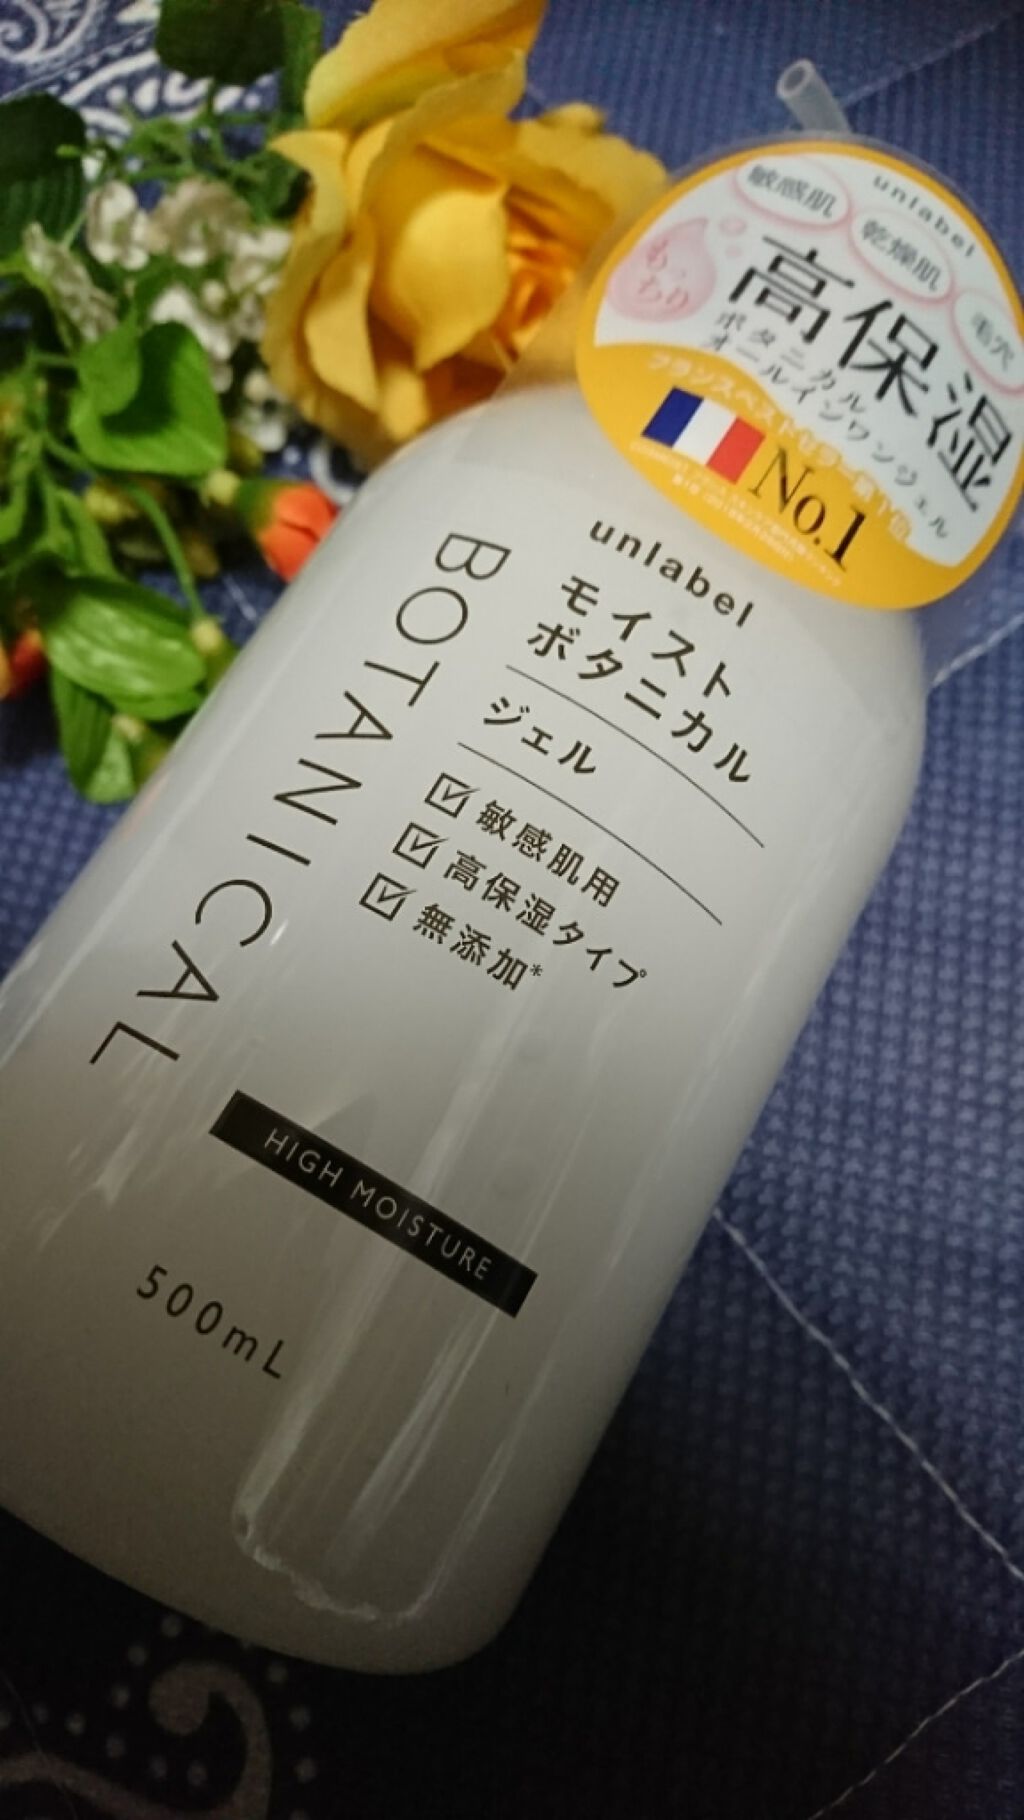 unlabel
敏感肌
乾燥肌
毛穴
もっちり
高保湿
ボタニカル
オールインワンジェル
フランスベストセラー第1位
No.1
unlabel
モイスト
ボタニカル
ジェル
敏感肌用
高保湿タイプ
無添加*
BOTANICAL
HIGH MOISTURE
500mL